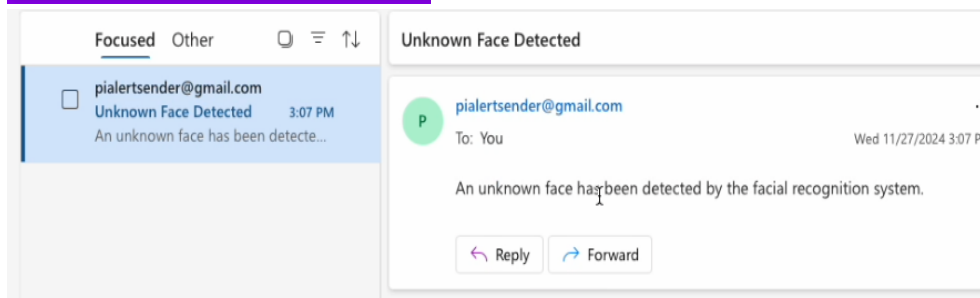 Focused Other
pialertsender@gmail.com
Unknown Face Detected 3:07 PM
An unknown face has been detecte...
Unknown Face Detected
P
pialertsender@gmail.com
To: You
Wed 11/27/2024 3:07 P
An unknown face has been detected by the facial recognition system.
Reply Forward